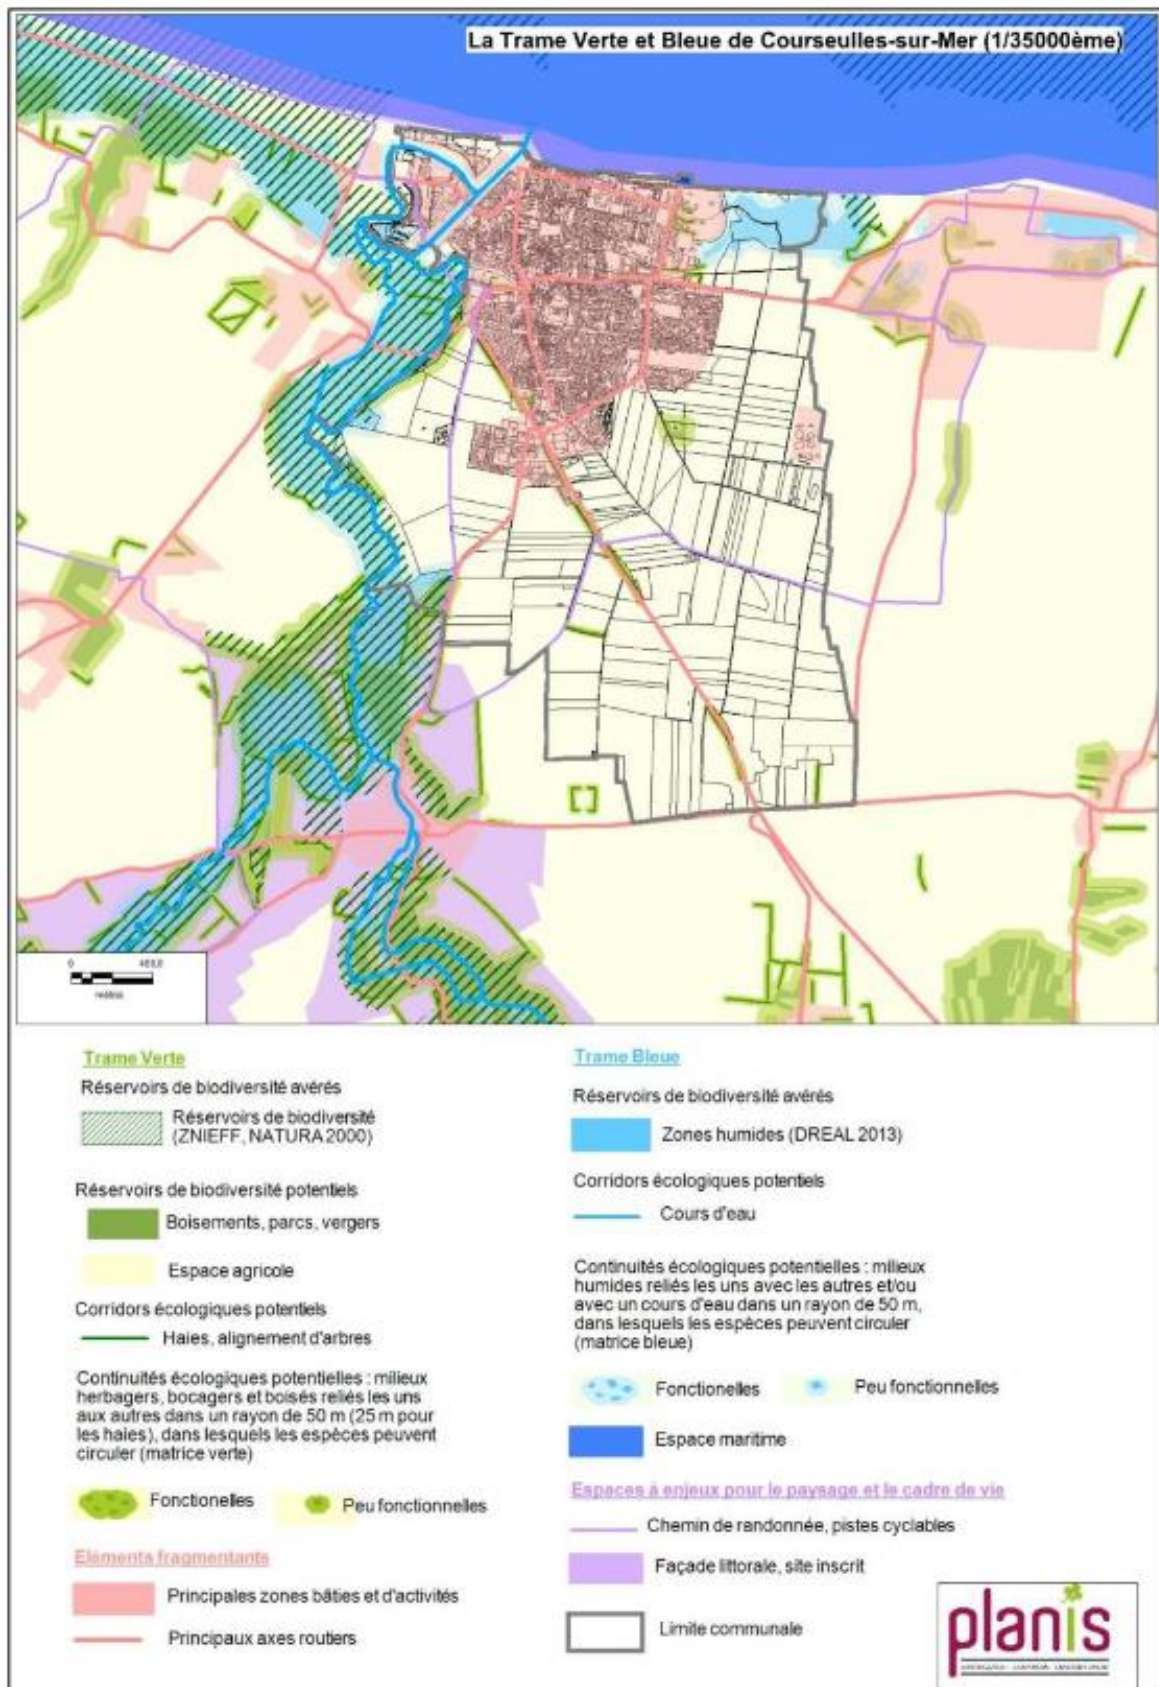 La Trame Verte et Bleue de Courseulles-sur-Mer (1/35000ème)
0
mètres
Trame Verte
Réservoirs de biodiversité avérés
Réservoirs de biodiversité
(ZNIEFF, NATURA 2000)
Réservoirs de biodiversité potentiels
Boisements, parcs, vergers
Espace agricole
Corridors écologiques potentiels
Haies, alignement d'arbres
Continuités écologiques potentielles : milieux
herbagers, bocagers et boisés reliés les uns
aux autres dans un rayon de 50 m (25 m pour
les haies), dans lesquels les espèces peuvent
circuler (matrice verte)
Fonctionelles
Peu fonctionnelles
Eléments fragmentants
Principales zones bâties et d'activités
Principaux axes routiers
Trame Bleue
Réservoirs de biodiversité avérés
Zones humides (DREAL 2013)
Corridors écologiques potentiels
Cours d'eau
Continuités écologiques potentielles : milieux
humides reliés les uns avec les autres et/ou
avec un cours d'eau dans un rayon de 50 m,
dans lesquels les espèces peuvent circuler
(matrice bleue)
Fonctionelles
Peu fonctionnelles
Espace maritime
Espaces à enjeux pour le paysage et le cadre de vie
Chemin de randonnée, pistes cyclables
Façade littorale, site inscrit
Limite communale
planis